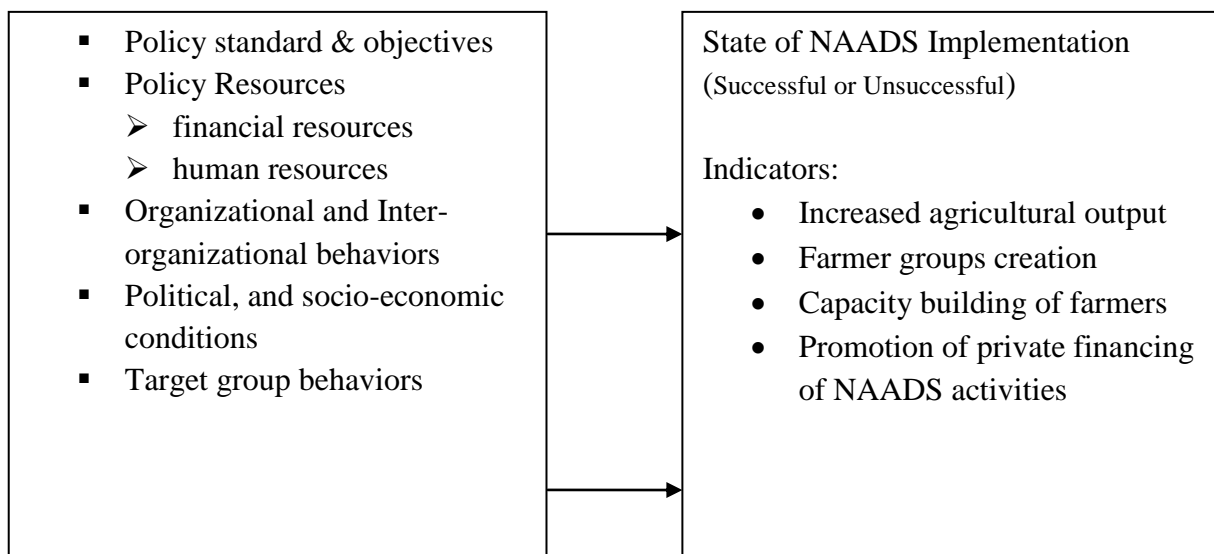 ▪ Policy standard & objectives
▪ Policy Resources
➢ financial resources
➢ human resources
▪ Organizational and Inter-
organizational behaviors
▪ Political, and socio-economic
conditions
▪ Target group behaviors
State of NAADS Implementation
(Successful or Unsuccessful)
Indicators:
• Increased agricultural output
• Farmer groups creation
• Capacity building of farmers
• Promotion of private financing
of NAADS activities